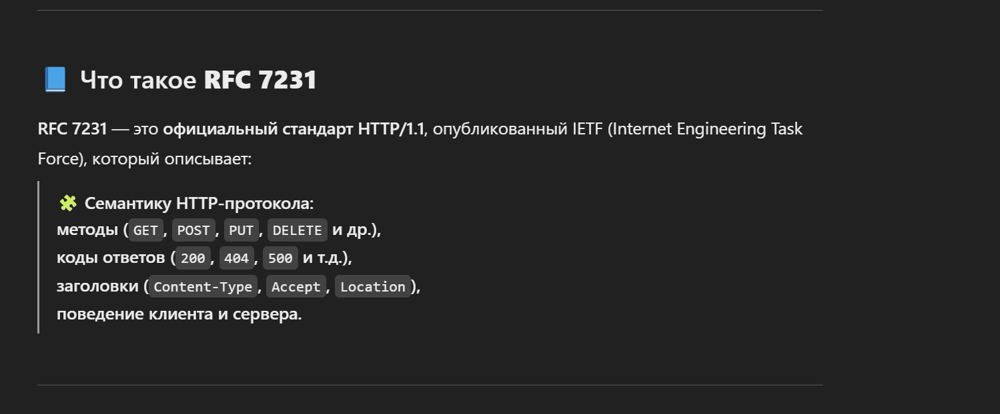 📘 Что такое RFC 7231
RFC 7231 — это официальный стандарт HTTP/1.1, опубликованный IETF (Internet Engineering Task
Force), который описывает:
🧩 Семантику HTTP-протокола:
методы (GET, POST, PUT, DELETE и др.),
коды ответов (200, 404, 500 и т.д.),
заголовки (Content-Type, Accept, Location),
поведение клиента и сервера.